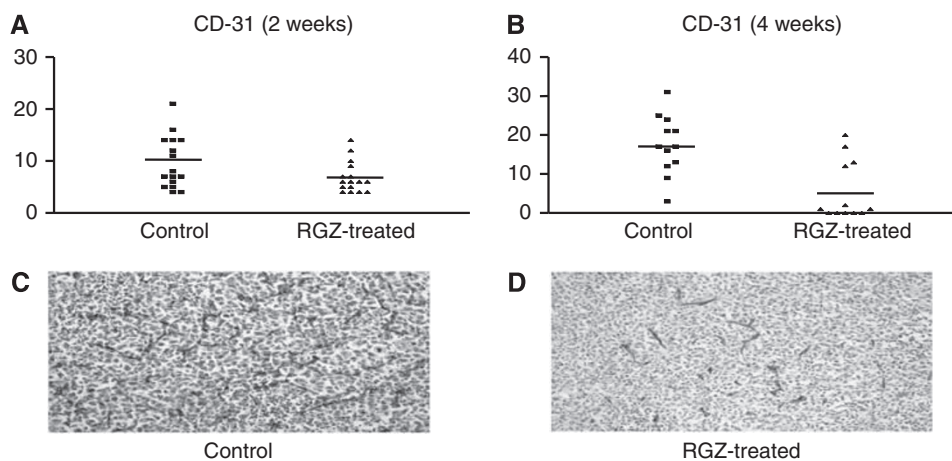 A
CD-31 (2 weeks)
30
20
10
0
Control
RGZ-treated
B
CD-31 (4 weeks)
40
30
20
10
0
Control
RGZ-treated
C
Control
D
RGZ-treated